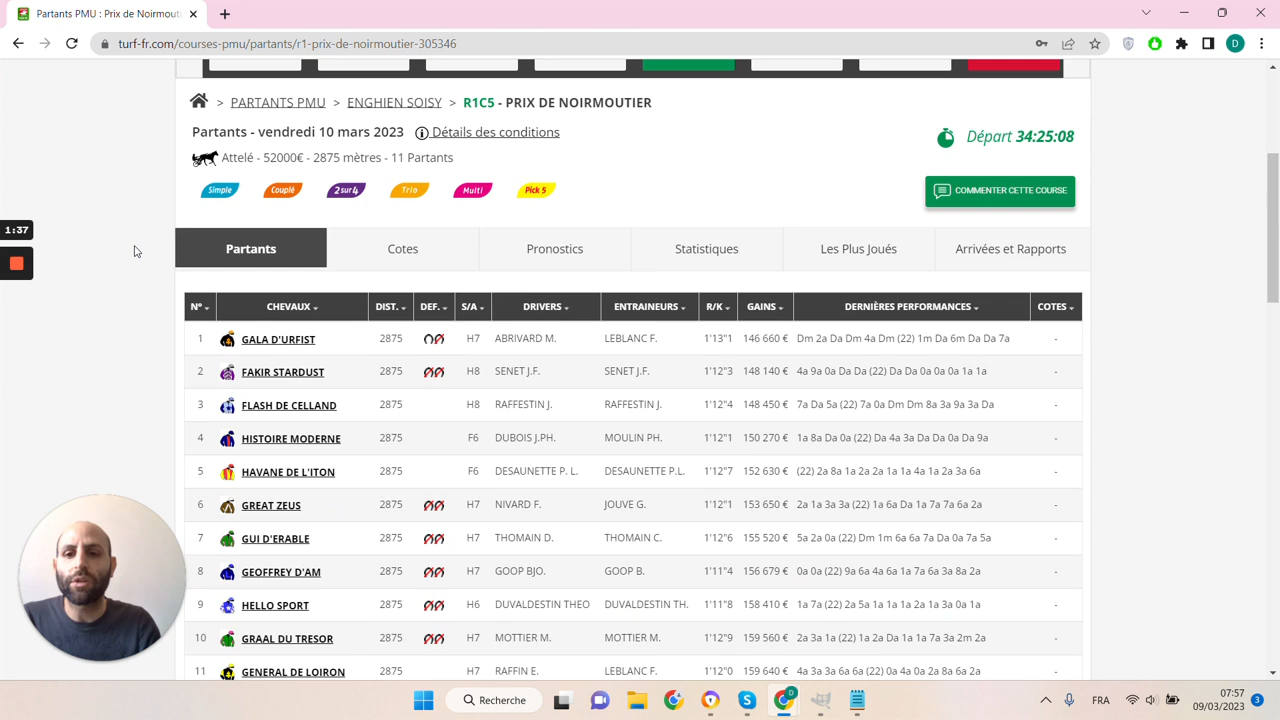 Partants PMU : Prix de Noirmoutier
turf-fr.com/courses-pmu/partants/r1-prix-de-noirmoutier-305346
D
> PARTANTS PMU > ENGHIEN SOISY > R1C5 - PRIX DE NOIRMOUTIER
Partants - vendredi 10 mars 2023 Détails des conditions
Départ 34:25:08
Attelé - 52000€ - 2875 mètres - 11 Partants
Simple Couplé 2sur4 Trio Multi Pick 5
COMMENTER CETTE COURSE
1:37
Partants Cotes Pronostics Statistiques Les Plus Joués Arrivées et Rapports
N° CHEVAUX DIST. DEF. S/A DRIVERS ENTRAINEURS R/K GAINS DERNIÈRES PERFORMANCES COTES
1 GALA D'URFIST 2875 H7 ABRIVARD M. LEBLANC F. 1'13"1 146 660 € Dm 2a Da Dm 4a Dm (22) 1m Da 6m Da Da 7a -
2 FAKIR STARDUST 2875 H8 SENET J.F. SENET J.F. 1'12"3 148 140 € 4a 9a 0a Da Da (22) Da Da 0a 0a 0a 1a 1a -
3 FLASH DE CELLAND 2875 H8 RAFFESTIN J. RAFFESTIN J. 1'12"4 148 450 € 7a Da 5a (22) 7a 0a Dm Dm 8a 3a 9a 3a Da -
4 HISTOIRE MODERNE 2875 F6 DUBOIS J.PH. MOULIN PH. 1'12"1 150 270 € 1a 8a Da 0a (22) Da 4a 3a Da Da 0a Da 9a -
5 HAVANE DE L'ITON 2875 F6 DESAUNETTE P. L. DESAUNETTE P.L. 1'12"7 152 630 € (22) 2a 8a 1a 2a 2a 1a 1a 4a 1a 2a 3a 6a -
6 GREAT ZEUS 2875 H7 NIVARD F. JOUVE G. 1'12"1 153 650 € 2a 1a 3a 3a (22) 1a 6a Da 1a 7a 7a 6a 2a -
7 GUI D'ERABLE 2875 H7 THOMAIN D. THOMAIN C. 1'12"6 155 520 € 5a 2a 0a (22) Dm 1m 6a 6a 7a Da 0a 7a 5a -
8 GEOFFREY D'AM 2875 H7 GOOP BJO. GOOP B. 1'11"4 156 679 € 0a 0a (22) 9a 6a 4a 6a 1a 7a 6a 3a 8a 2a -
9 HELLO SPORT 2875 H6 DUVALDESTIN THEO DUVALDESTIN TH. 1'11"8 158 410 € 1a 7a (22) 2a 5a 1a 1a 1a 2a 1a 3a 0a 1a -
10 GRAAL DU TRESOR 2875 H7 MOTTIER M. MOTTIER M. 1'12"9 159 560 € 2a 3a 1a (22) 1a 2a Da 1a 1a 7a 3a 2m 2a -
11 GENERAL DE LOIRON 2875 H7 RAFFIN E. LEBLANC F. 1'12"0 159 640 € 4a 3a 3a 6a 6a (22) 0a 4a 0a 2a 8a 6a 2a -
Recherche
FRA
07:57
09/03/2023
3